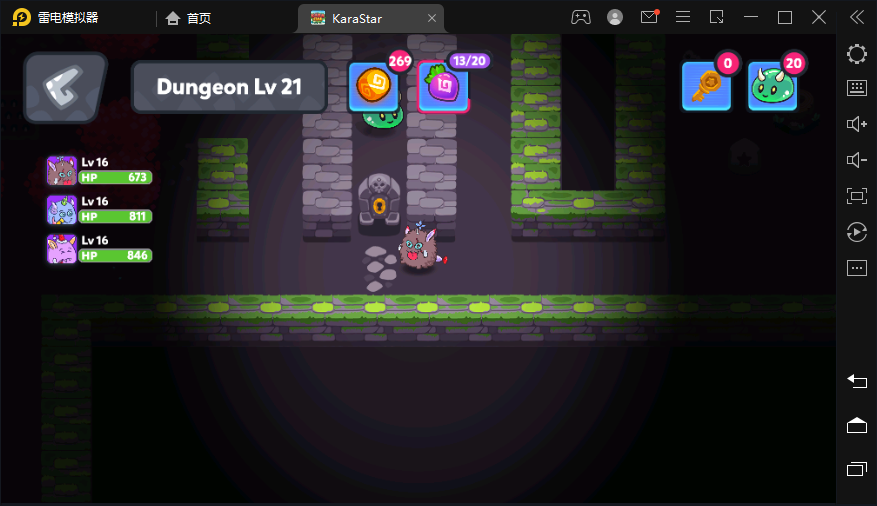 雷电模拟器
首页
KaraStar
Dungeon Lv 21
269
13/20
0
20
Lv 16
HP 673
Lv 16
HP 811
Lv 16
HP 846